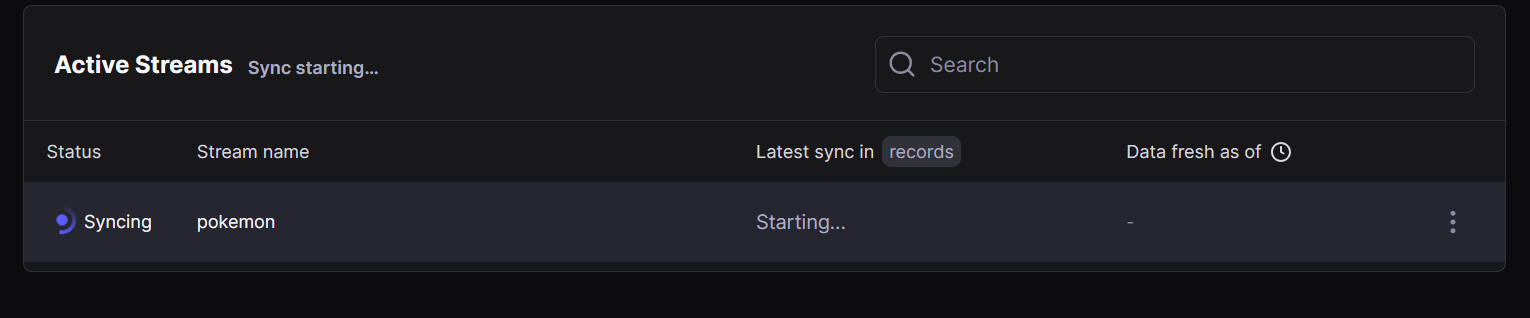 Active Streams Sync starting...
Search
Status Stream name Latest sync in records Data fresh as of
Syncing pokemon Starting... -